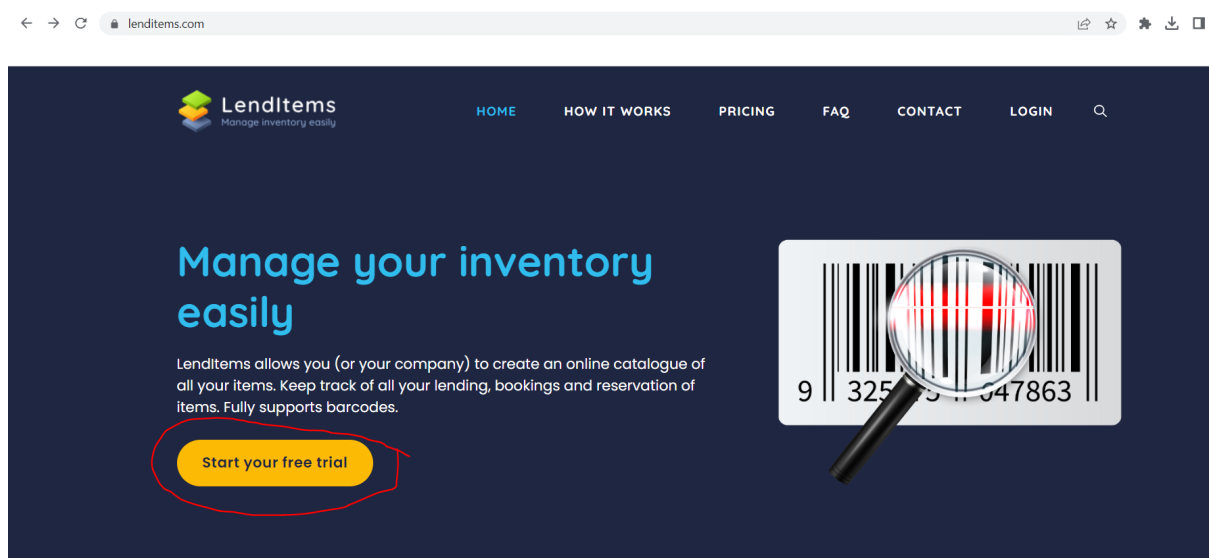 lenditems.com
LendItems
Manage inventory easily
HOME HOW IT WORKS PRICING FAQ CONTACT LOGIN
Manage your inventory
easily
LendItems allows you (or your company) to create an online catalogue of
all your items. Keep track of all your lending, bookings and reservation of
items. Fully supports barcodes.
Start your free trial